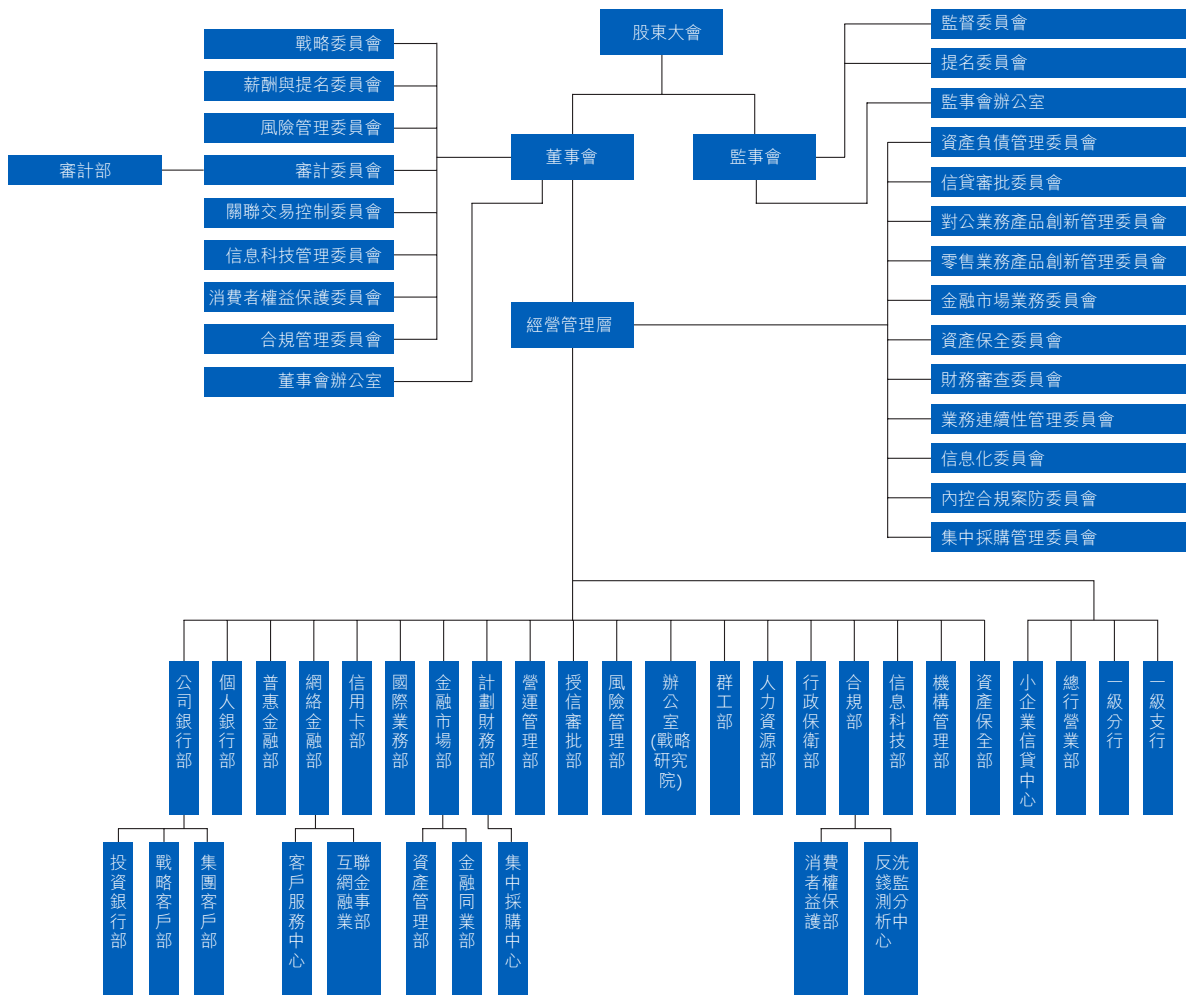 股東大會
董事會
監事會
經營管理層
戰略委員會
薪酬與提名委員會
風險管理委員會
審計部
審計委員會
關聯交易控制委員會
信息科技管理委員會
消費者權益保護委員會
合規管理委員會
董事會辦公室
監督委員會
提名委員會
監事會辦公室
資產負債管理委員會
信貸審批委員會
對公業務產品創新管理委員會
零售業務產品創新管理委員會
金融市場業務委員會
資產保全委員會
財務審查委員會
業務連續性管理委員會
信息化委員會
內控合規案防委員會
集中採購管理委員會
公司銀行部
個人銀行部
普惠金融部
網絡金融部
信用卡部
國際業務部
金融市場部
計劃財務部
營運管理部
授信審批部
風險管理部
辦公室(戰略研究院)
群工部
人力資源部
行政保衛部
合規部
信息科技部
機構管理部
資產保全部
小企業信貸中心
總行營業部
一級分行
一級支行
投資銀行部
戰略客戶部
集團客戶部
客戶服務中心
互聯網金融事業部
資產管理部
金融同業部
集中採購中心
消費者權益保護部
反洗錢監測分析中心